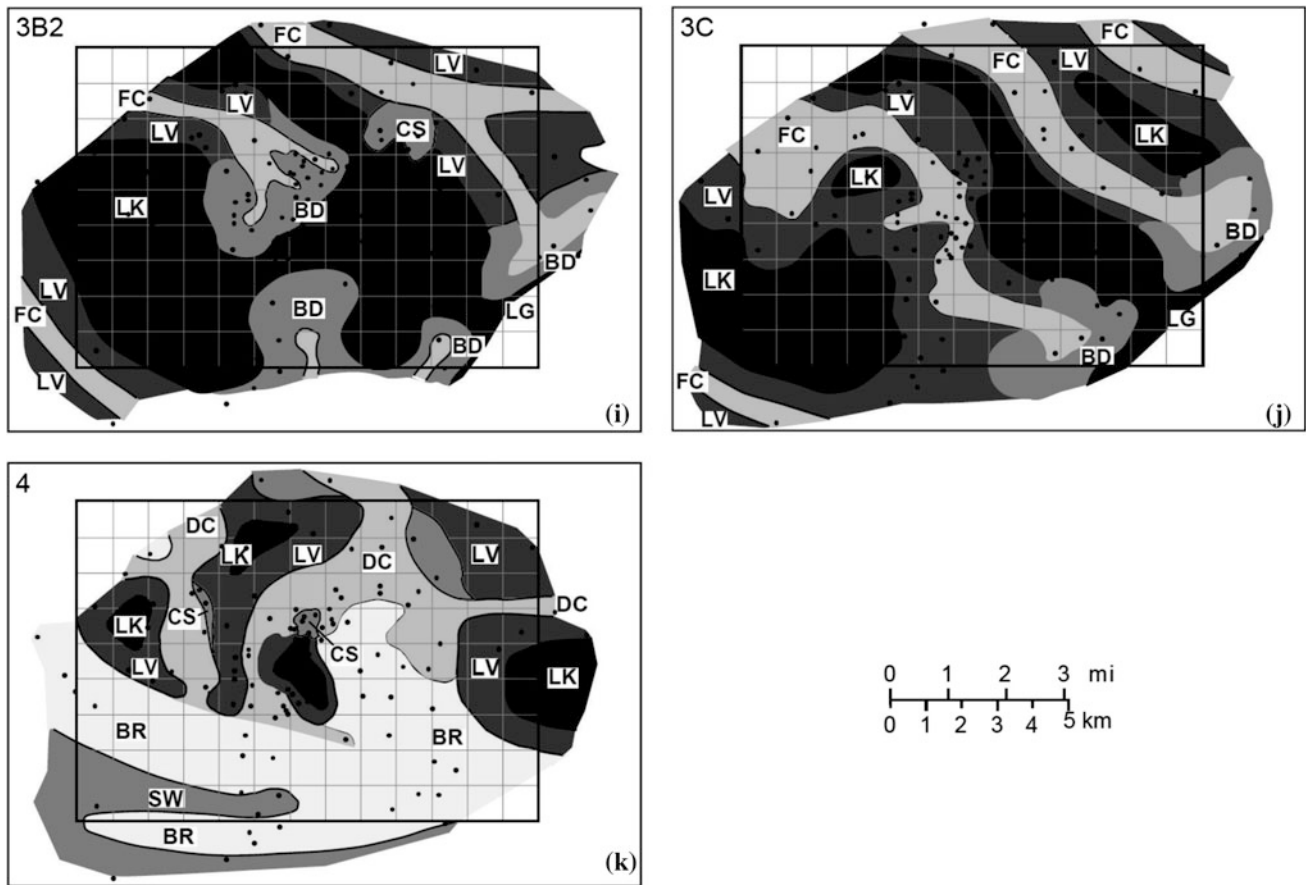 3B2
FC
LV
FC
LV
LV
CS
LV
LK
BD
BD
LV
BD
LG
FC
BD
LV
(i)
3C
FC
LV
FC
LV
FC
LK
LK
LV
BD
LK
LG
BD
FC
LV
(j)
4
DC
LK
LV
DC
LV
CS
DC
LK
CS
LV
LV
LK
BR
BR
SW
BR
(k)
0 1 2 3 mi
0 1 2 3 4 5 km